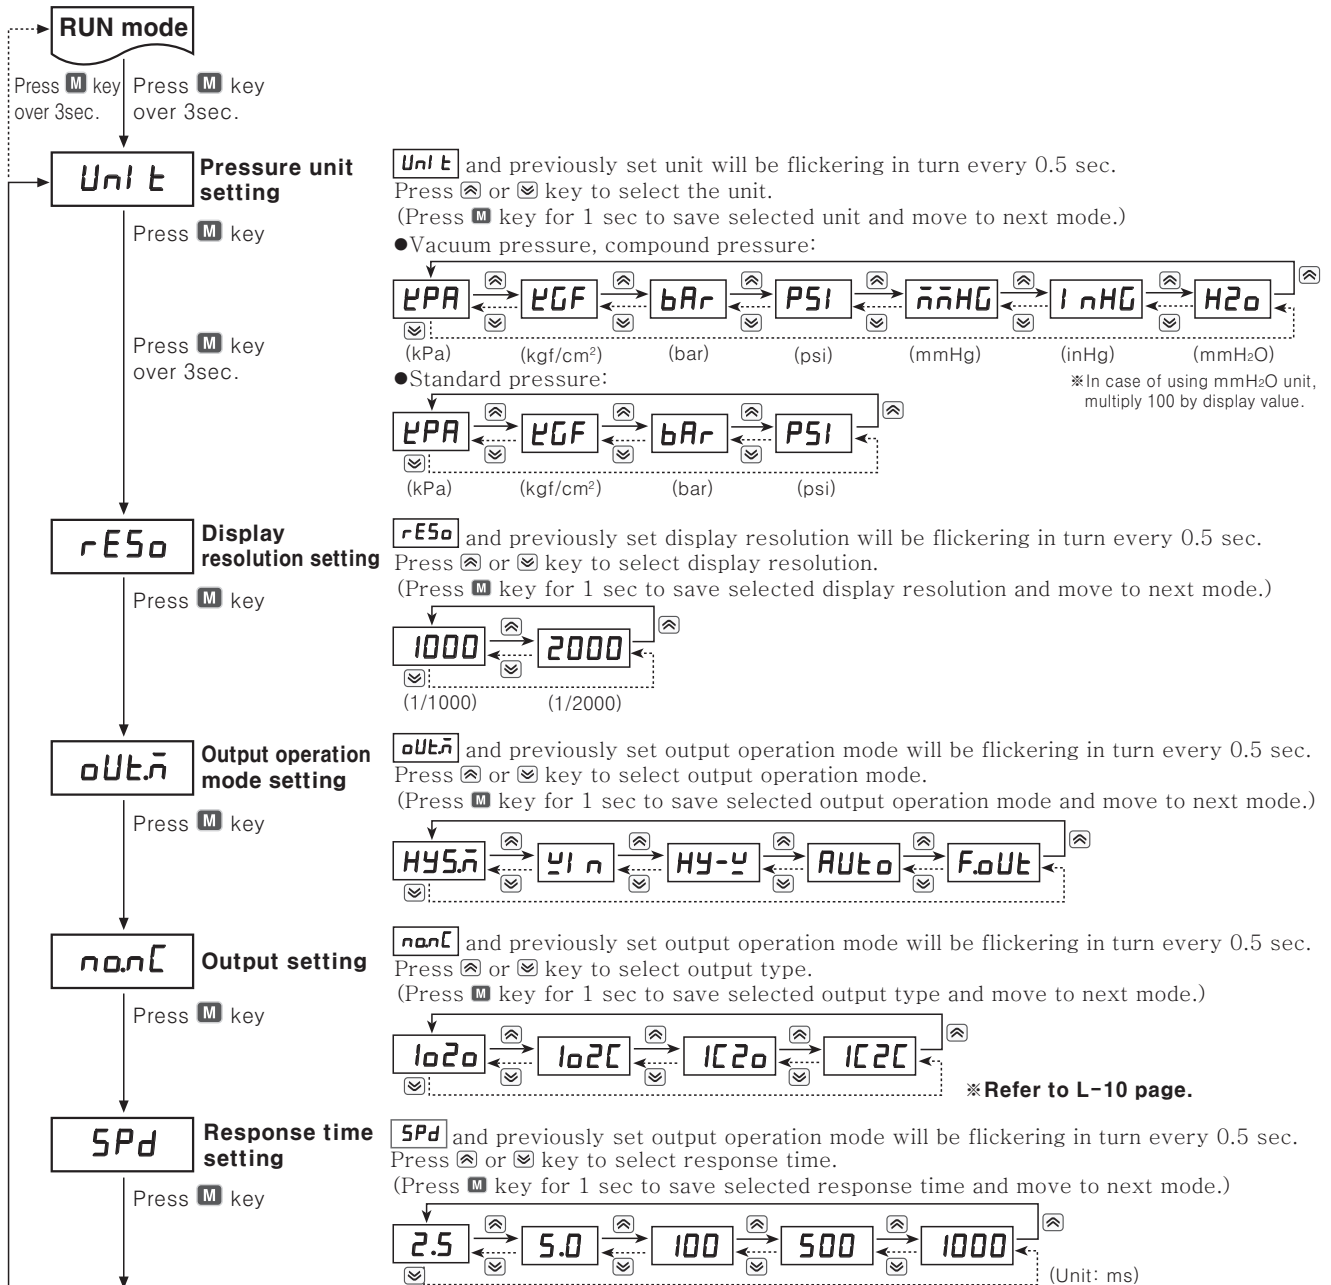 RUN mode
Press M key over 3sec.
Press M key over 3sec.
UnI t
Pressure unit setting
UnI t and previously set unit will be flickering in turn every 0.5 sec.
Press or key to select the unit.
(Press M key for 1 sec to save selected unit and move to next mode.)
Press M key
●Vacuum pressure, compound pressure:
KPA KGF bAr PSI mmHG I nHG H2o
(kPa) (kgf/cm²) (bar) (psi) (mmHg) (inHg) (mmH₂O)
Press M key
over 3sec.
※In case of using mmH₂O unit,
multiply 100 by display value.
●Standard pressure:
KPA KGF bAr PSI
(kPa) (kgf/cm²) (bar) (psi)
rESo
Display resolution setting
rESo and previously set display resolution will be flickering in turn every 0.5 sec.
Press or key to select display resolution.
(Press M key for 1 sec to save selected display resolution and move to next mode.)
Press M key
1000 2000
(1/1000) (1/2000)
oUt.m
Output operation mode setting
oUt.m and previously set output operation mode will be flickering in turn every 0.5 sec.
Press or key to select output operation mode.
(Press M key for 1 sec to save selected output operation mode and move to next mode.)
Press M key
HYS.m WI n HY-W AUto F.oUt
no.nC
Output setting
no.nC and previously set output operation mode will be flickering in turn every 0.5 sec.
Press or key to select output type.
(Press M key for 1 sec to save selected output type and move to next mode.)
Press M key
1o2o 1o2C 1C2o 1C2C
※Refer to L-10 page.
SPd
Response time setting
SPd and previously set output operation mode will be flickering in turn every 0.5 sec.
Press or key to select response time.
(Press M key for 1 sec to save selected response time and move to next mode.)
Press M key
2.5 5.0 100 500 1000
(Unit: ms)